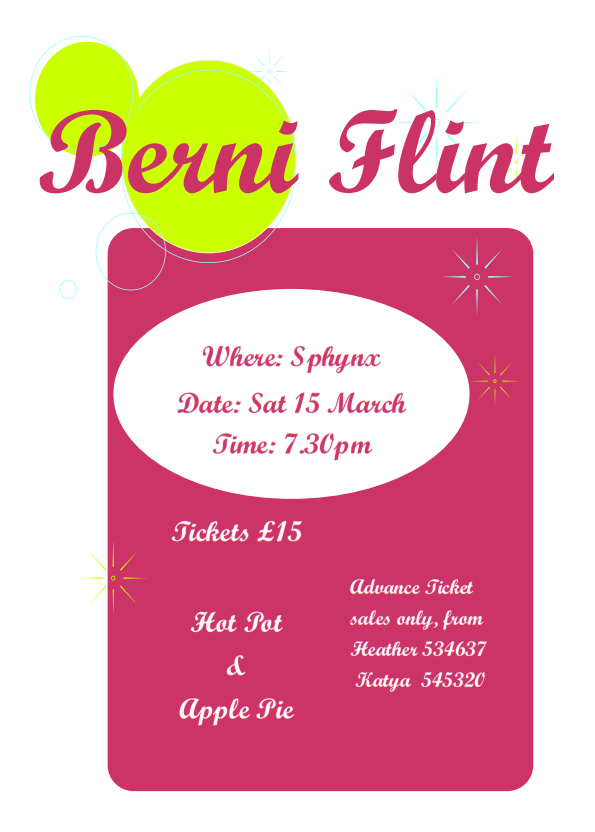 Berni Flint
Where: Sphynx
Date: Sat 15 March
Time: 7.30pm
Tickets £15
Hot Pot
&
Apple Pie
Advance Ticket
sales only, from
Heather 534637
Katya 545320